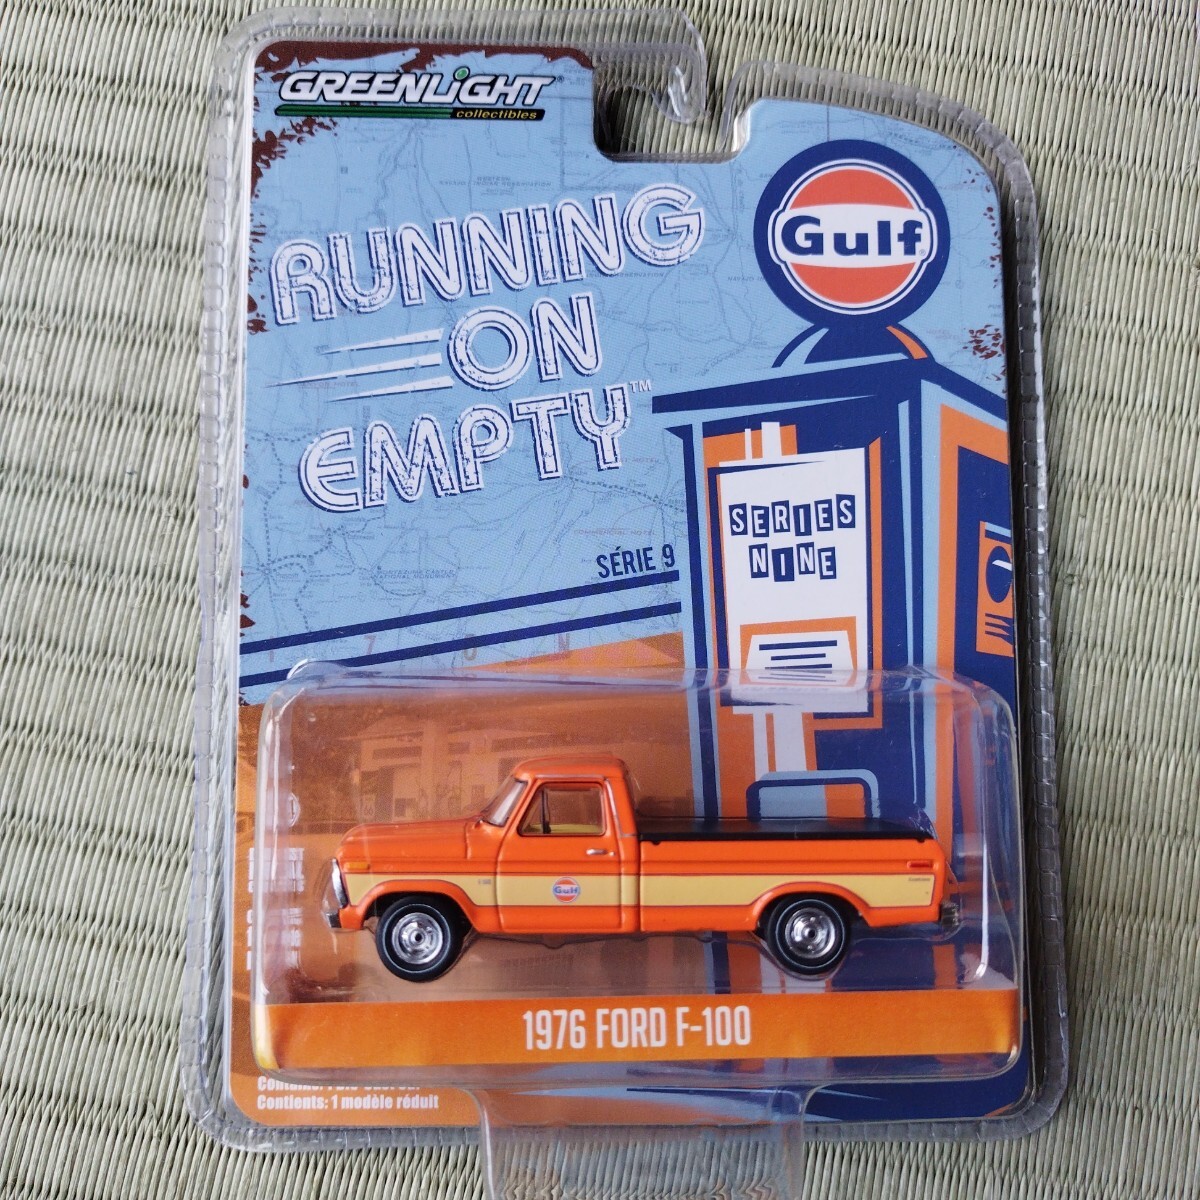 GREENLiGHT
collectibles
RUNNING
ON
EMPTY™
Gulf
SERIES
NINE
SÉRIE 9
Gulf
1976 FORD F-100
Contents: 1 modèle réduit